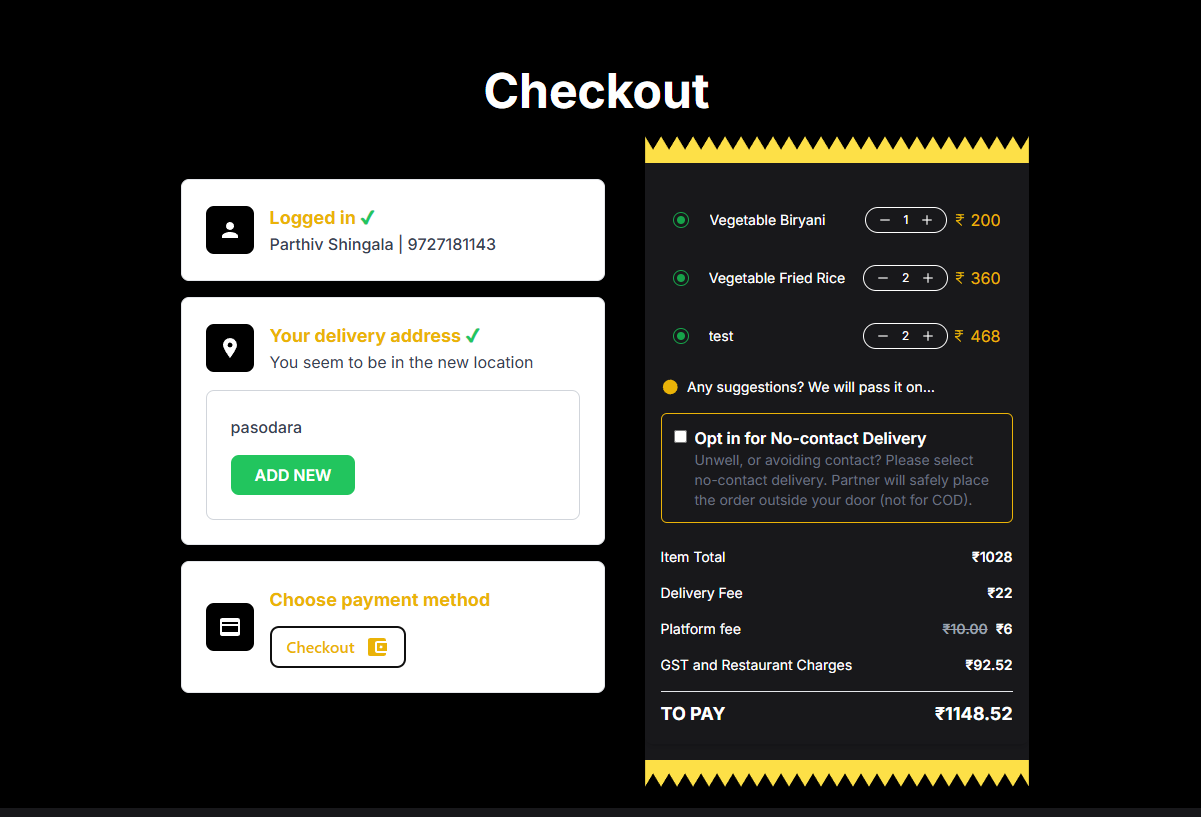 Checkout
Logged in ✔
Parthiv Shingala | 9727181143
Your delivery address ✔
You seem to be in the new location
pasodara
ADD NEW
Choose payment method
Checkout
Vegetable Biryani − 1 + ₹ 200
Vegetable Fried Rice − 2 + ₹ 360
test − 2 + ₹ 468
Any suggestions? We will pass it on...
Opt in for No-contact Delivery
Unwell, or avoiding contact? Please select
no-contact delivery. Partner will safely place
the order outside your door (not for COD).
Item Total ₹1028
Delivery Fee ₹22
Platform fee ₹10.00 ₹6
GST and Restaurant Charges ₹92.52
TO PAY ₹1148.52